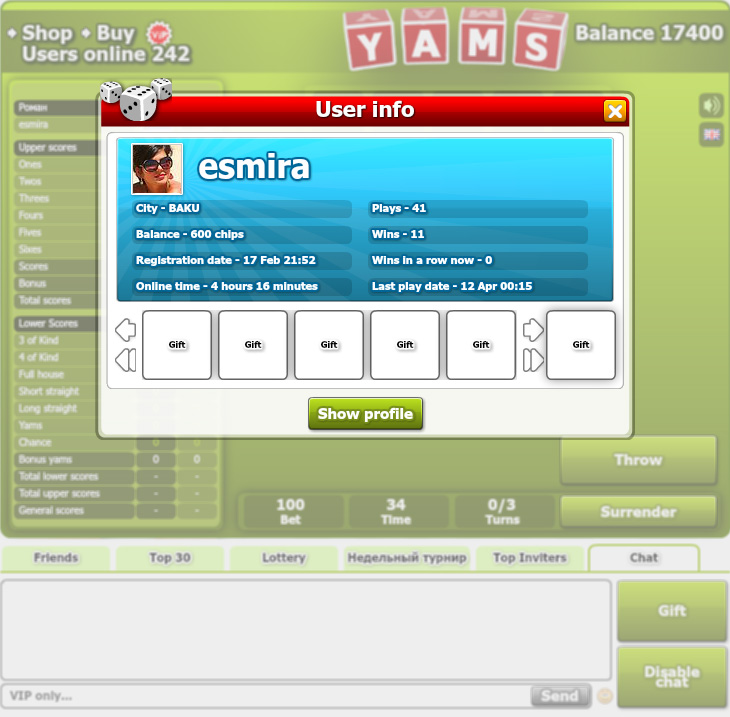 Shop Buy VIP
Users online 242
YAMS
Balance 17400
User info
esmira
City - BAKU
Plays - 41
Balance - 600 chips
Wins - 11
Registration date - 17 Feb 21:52
Wins in a row now - 0
Online time - 4 hours 16 minutes
Last play date - 12 Apr 00:15
Gift Gift Gift Gift Gift Gift
Show profile
Роман
esmira
Upper scores
Ones
Twos
Threes
Fours
Fives
Sixes
Scores
Bonus
Total scores
Lower Scores
3 of Kind
4 of Kind
Full house
Short straight
Long straight
Yams
Chance 0 0
Bonus yams 0 0
Total lower scores - -
Total upper scores - -
General scores - -
100
Bet
34
Time
0/3
Turns
Throw
Surrender
Friends Top 30 Lottery Недельный турнир Top Inviters Chat
Gift
Disable
chat
VIP only...
Send